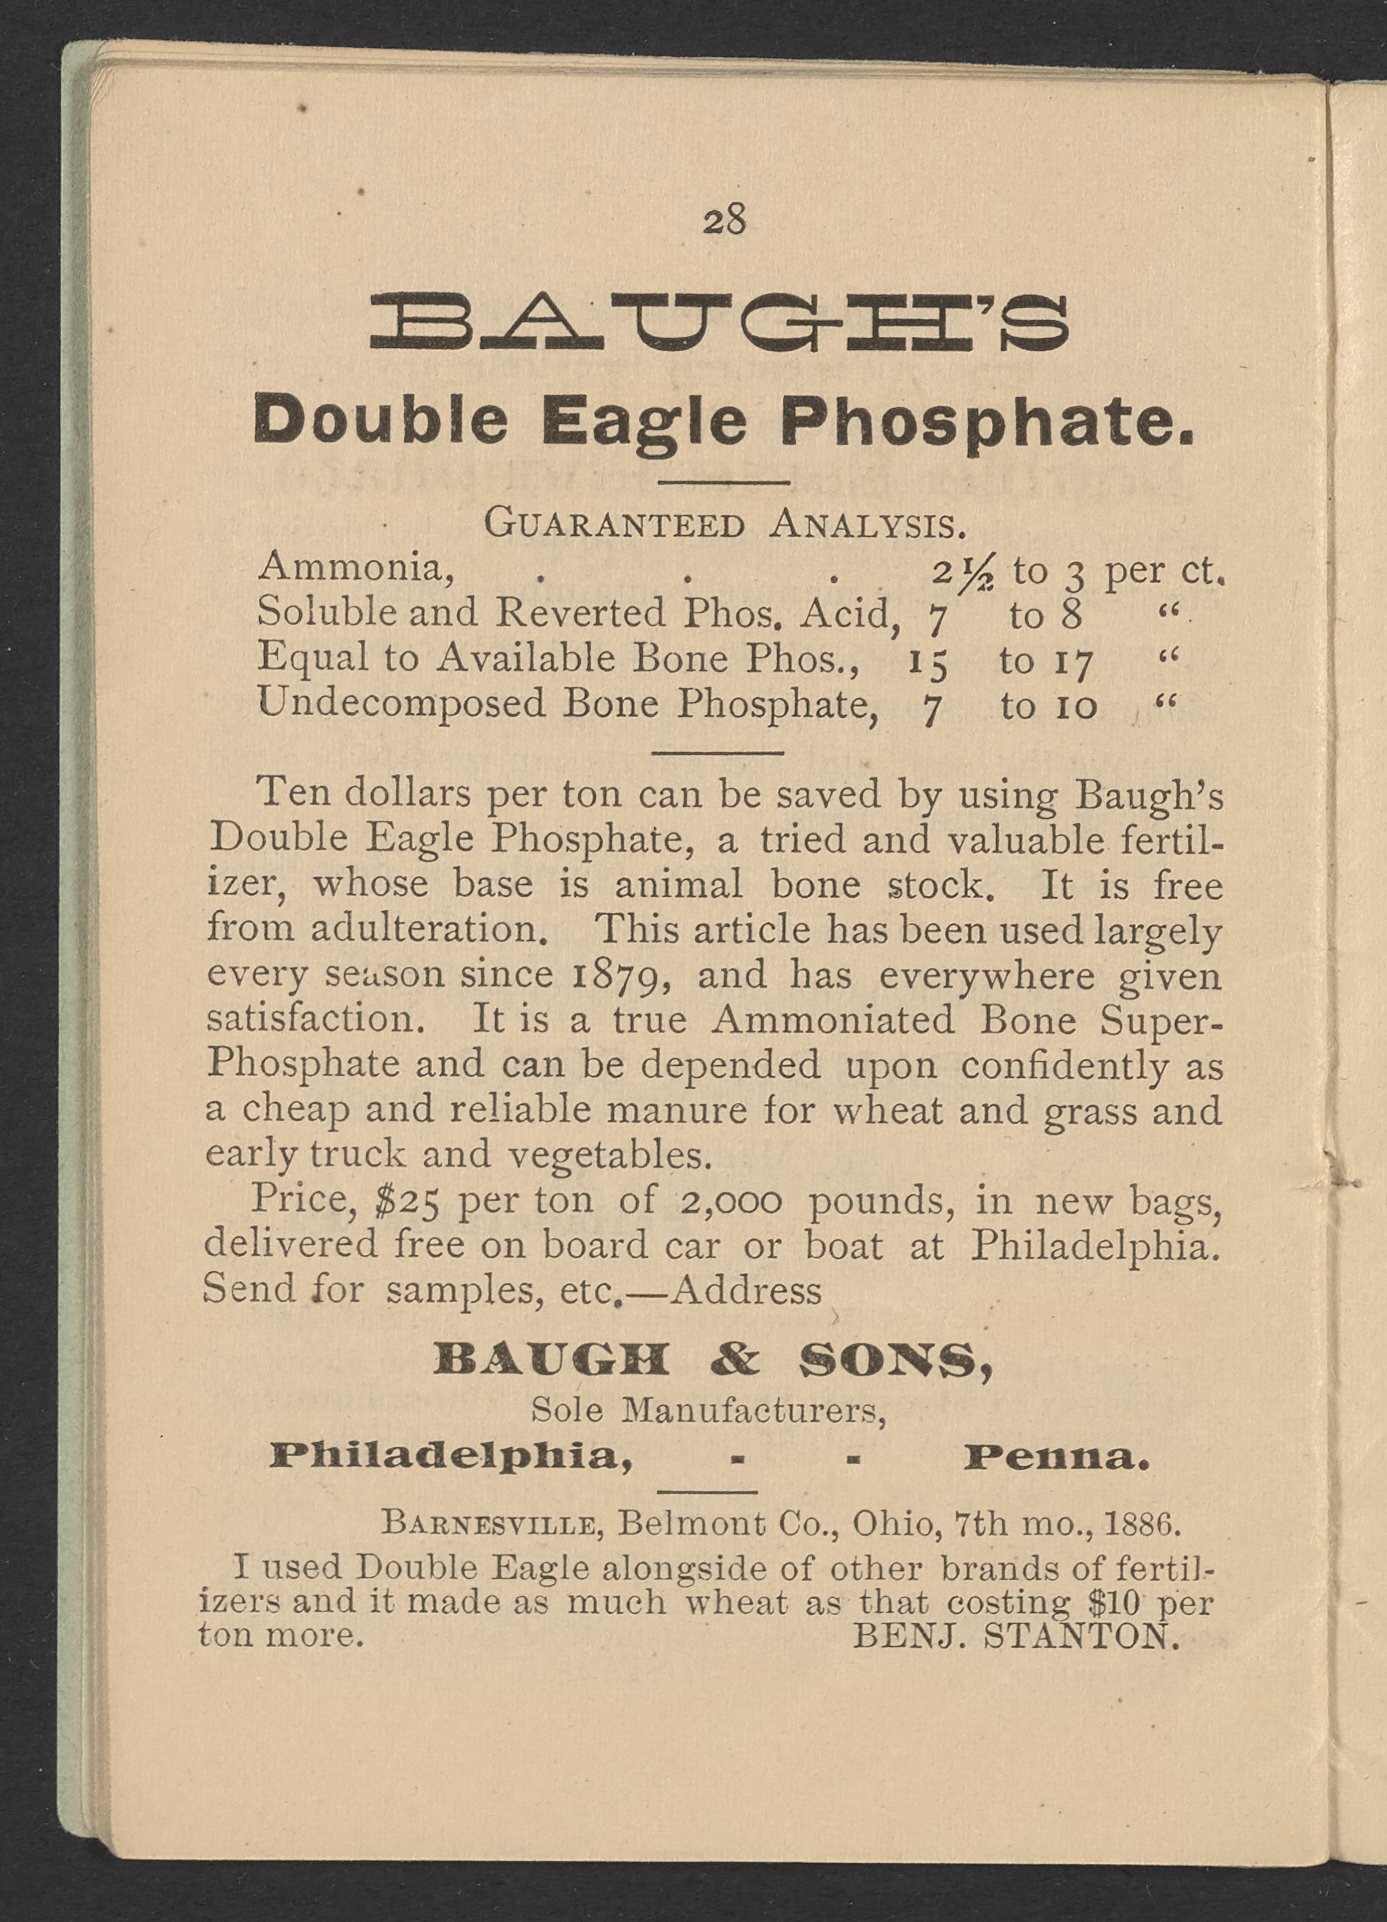 28
BAUGH'S
Double Eagle Phosphate.
GUARANTEED ANALYSIS.
Ammonia, . . . 2½ to 3 per ct.
Soluble and Reverted Phos. Acid, 7 to 8 “
Equal to Available Bone Phos., 15 to 17 “
Undecomposed Bone Phosphate, 7 to 10 “
Ten dollars per ton can be saved by using Baugh's
Double Eagle Phosphate, a tried and valuable fertil-
izer, whose base is animal bone stock. It is free
from adulteration. This article has been used largely
every season since 1879, and has everywhere given
satisfaction. It is a true Ammoniated Bone Super-
Phosphate and can be depended upon confidently as
a cheap and reliable manure for wheat and grass and
early truck and vegetables.
Price, $25 per ton of 2,000 pounds, in new bags,
delivered free on board car or boat at Philadelphia.
Send for samples, etc.—Address
BAUGH & SONS,
Sole Manufacturers,
Philadelphia, - - Penna.
BARNESVILLE, Belmont Co., Ohio, 7th mo., 1886.
I used Double Eagle alongside of other brands of fertil-
izers and it made as much wheat as that costing $10 per
ton more. BENJ. STANTON.